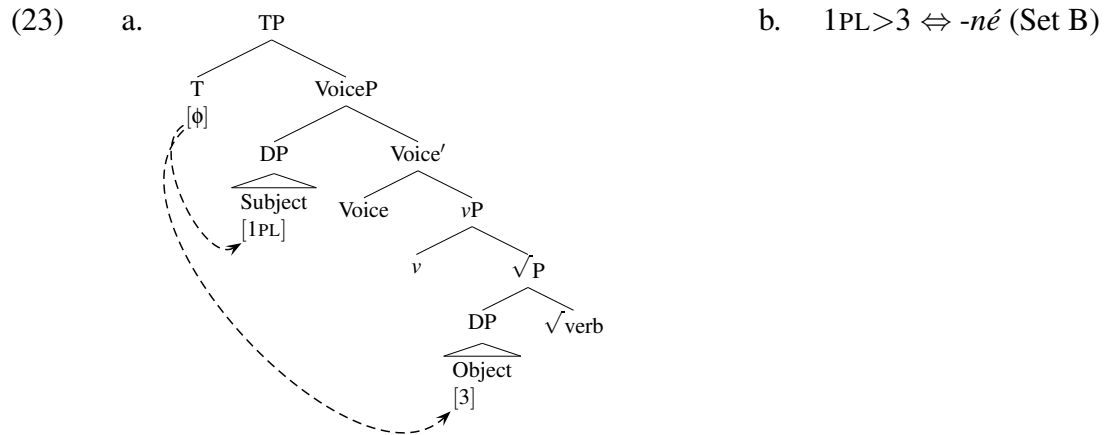 (23) a. TP b. 1PL>3 ⇔ -né (Set B)
T VoiceP
[ϕ]
DP Voice′
Subject Voice vP
[1PL]
v √P
DP √verb
Object
[3]